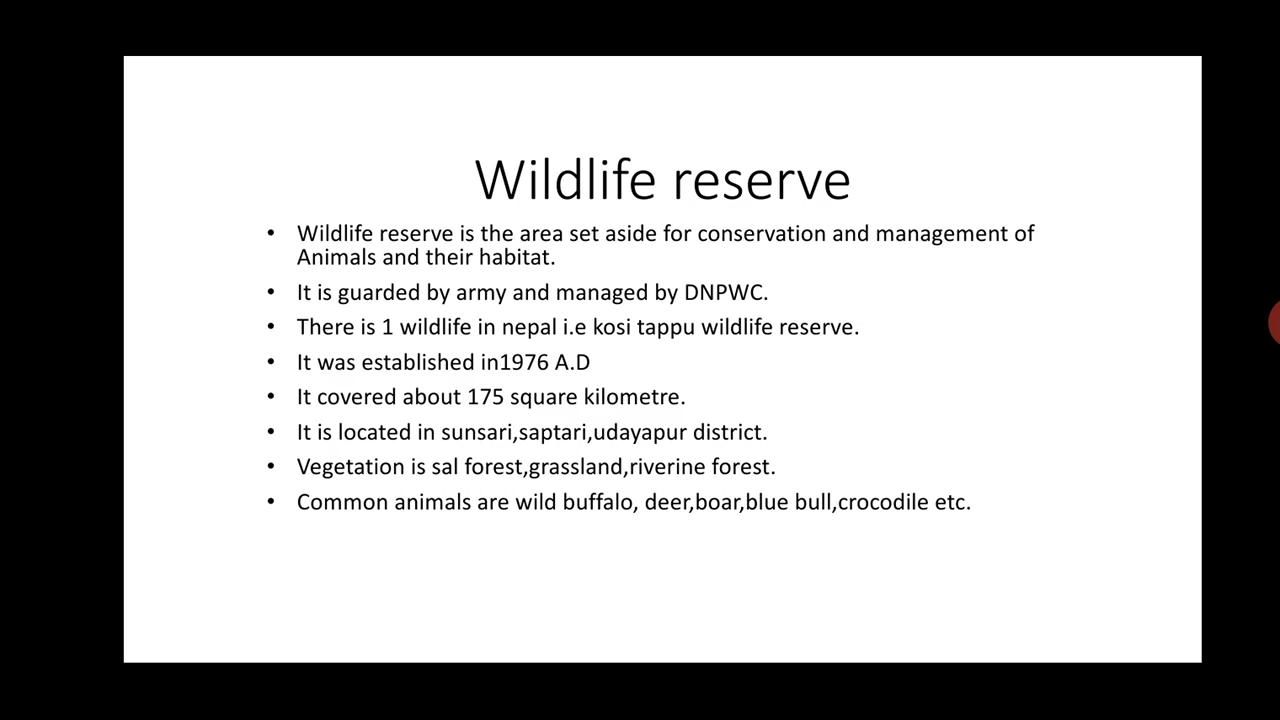 Wildlife reserve
• Wildlife reserve is the area set aside for conservation and management of
Animals and their habitat.
• It is guarded by army and managed by DNPWC.
• There is 1 wildlife in nepal i.e kosi tappu wildlife reserve.
• It was established in1976 A.D
• It covered about 175 square kilometre.
• It is located in sunsari,saptari,udayapur district.
• Vegetation is sal forest,grassland,riverine forest.
• Common animals are wild buffalo, deer,boar,blue bull,crocodile etc.